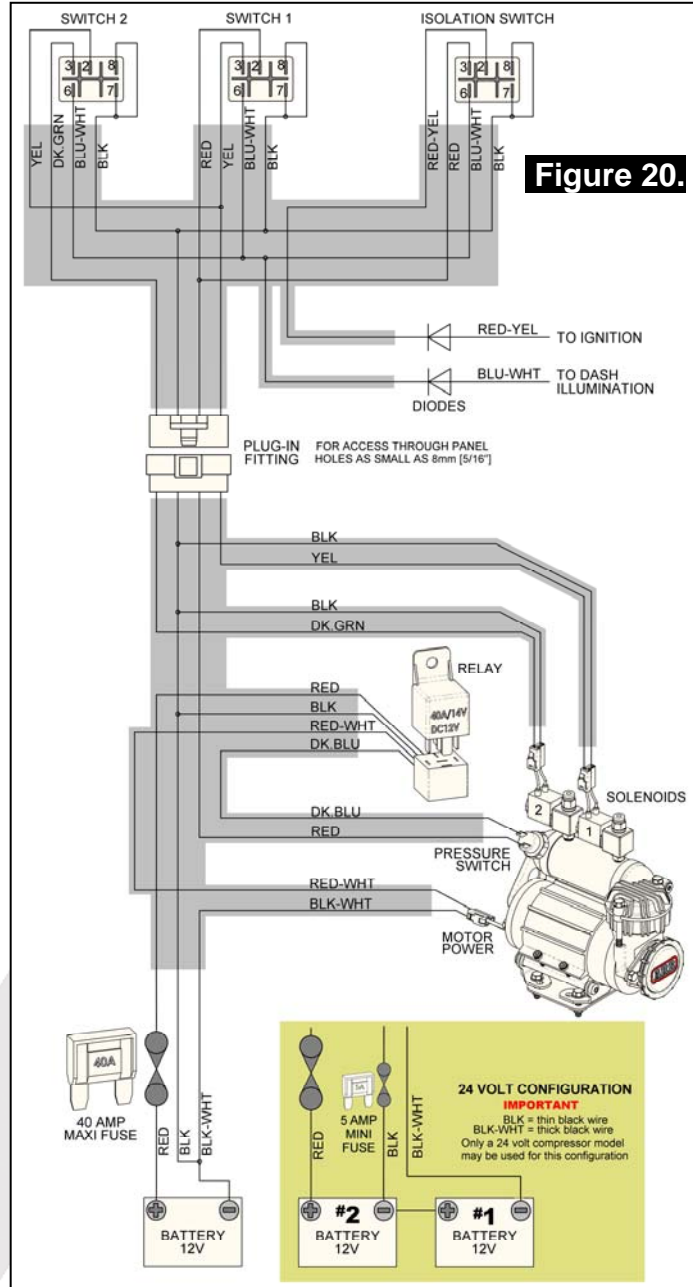 SWITCH 2
SWITCH 1
ISOLATION SWITCH
3 2 8
6 7
3 2 8
6 7
3 2 8
6 7
YEL
DK.GRN
BLU-WHT
BLK
RED
YEL
BLU-WHT
BLK
RED-YEL
RED
BLU-WHT
BLK
Figure 20.
RED-YEL
TO IGNITION
BLU-WHT
TO DASH
ILLUMINATION
DIODES
PLUG-IN
FITTING
FOR ACCESS THROUGH PANEL
HOLES AS SMALL AS 8mm [5/16"]
BLK
YEL
BLK
DK.GRN
RELAY
RED
BLK
RED-WHT
DK.BLU
40A/14V
DC12V
SOLENOIDS
2
1
DK.BLU
RED
PRESSURE
SWITCH
RED-WHT
BLK-WHT
MOTOR
POWER
ARB
40A
40 AMP
MAXI FUSE
RED
BLK
BLK-WHT
BATTERY
12V
RED
5A
5 AMP
MINI
FUSE
BLK
BLK-WHT
24 VOLT CONFIGURATION
IMPORTANT
BLK = thin black wire
BLK-WHT = thick black wire
Only a 24 volt compressor model
may be used for this configuration
#2
BATTERY
12V
#1
BATTERY
12V